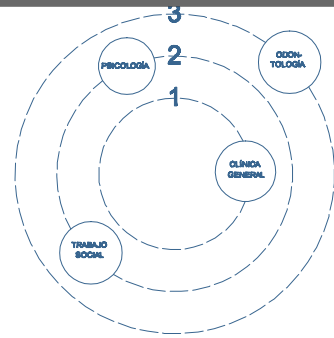 3
ODON-
TOLOGÍA
PSICOLOGÍA
2
1
CLÍNICA
GENERAL
TRABAJO
SOCIAL